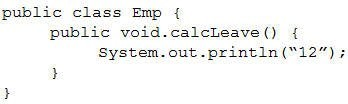 public class Emp {
public void.calcLeave() {
System.out.println(“12”);
}
}